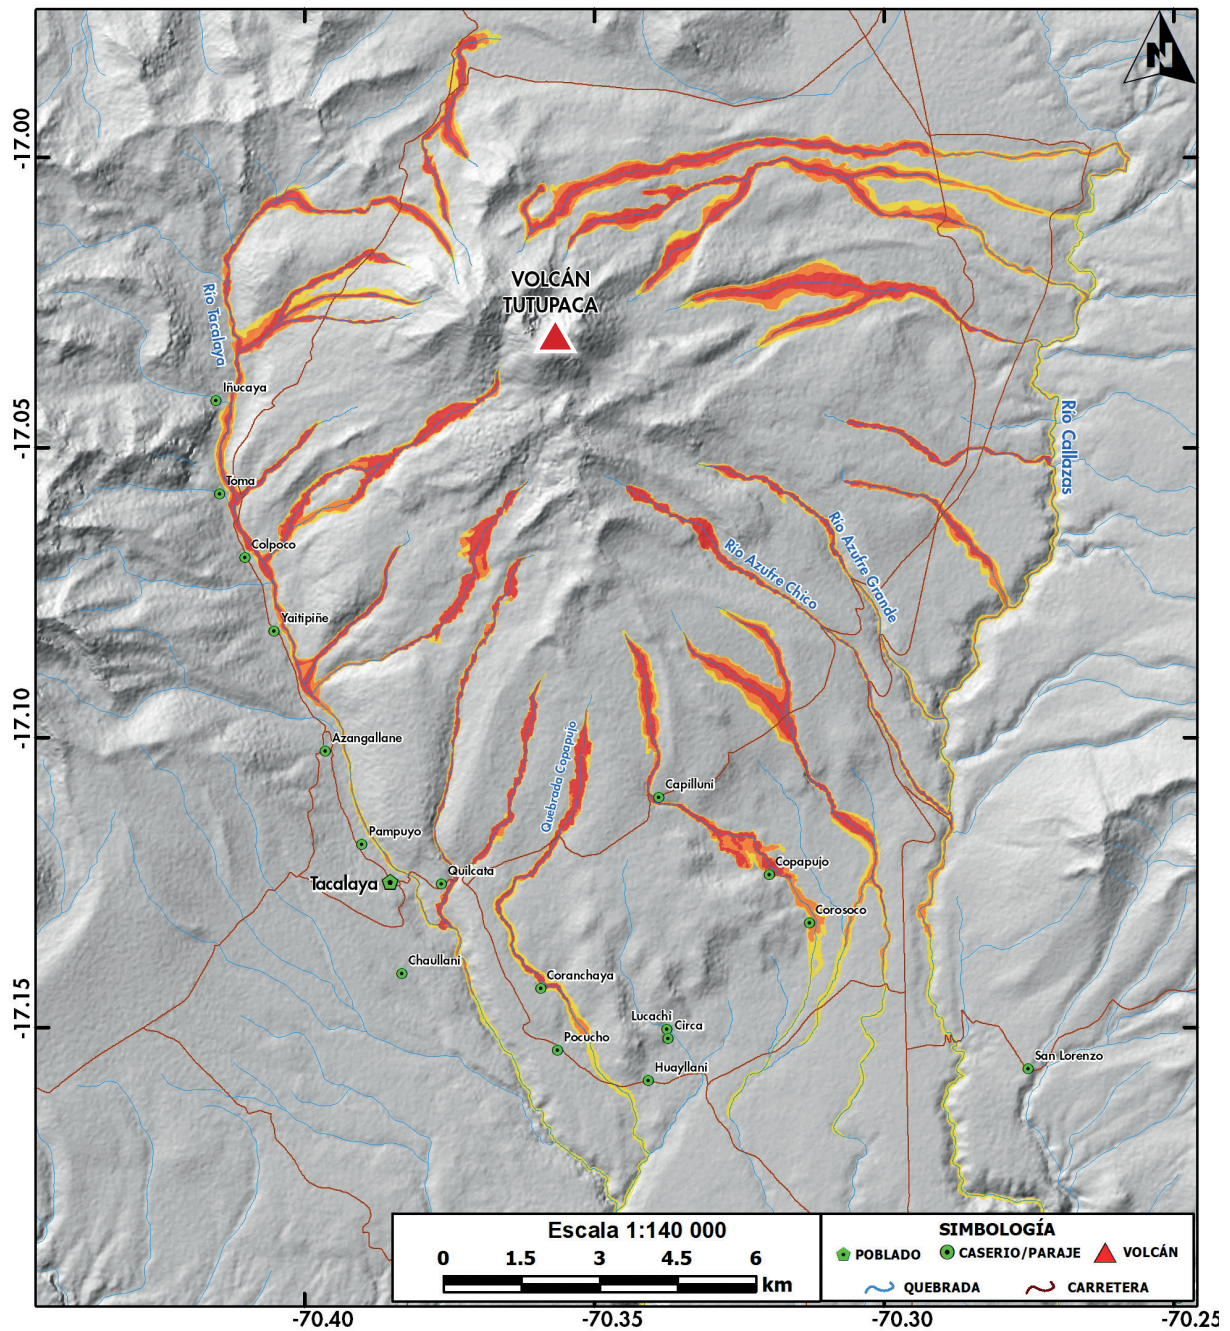 N
-17.00
VOLCÁN
TUTUPACA
Río Tacalaya
Iñucaya
-17.05
Río Callazas
Toma
Río Azufre Grande
Colpoco
Río Azufre Chico
Yaitipiñe
-17.10
Azangallane
Quebrada Copapujo
Capilluni
Pampuyo
Copapujo
Quilcata
Tacalaya
Corosoco
Chaullani
Coranchaya
-17.15
Lucachi
Circa
Pocucho
San Lorenzo
Huayllani
Escala 1:140 000
0 1.5 3 4.5 6
km
SIMBOLOGÍA
POBLADO CASERIO/PARAJE VOLCÁN
QUEBRADA CARRETERA
-70.40 -70.35 -70.30 -70.25